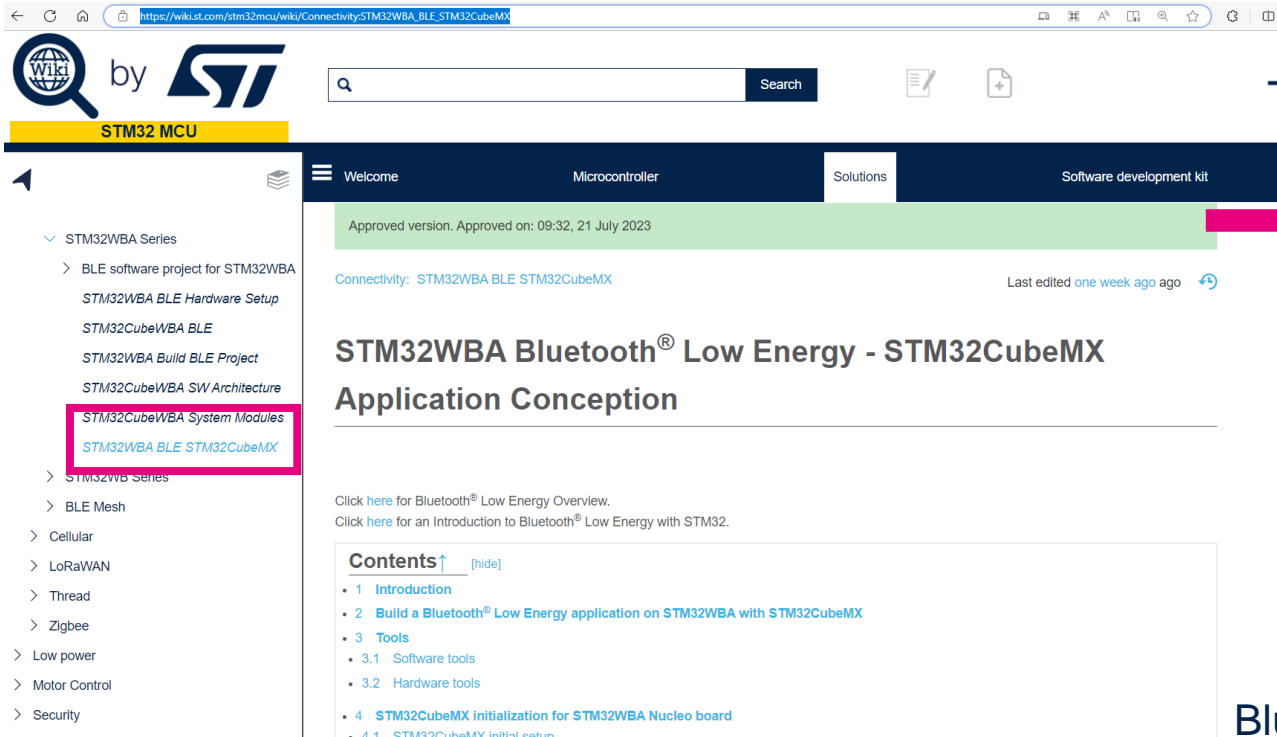 https://wiki.st.com/stm32mcu/wiki/Connectivity:STM32WBA_BLE_STM32CubeMX
Wiki by ST
STM32 MCU
Search
Welcome
Microcontroller
Solutions
Software development kit
STM32WBA Series
BLE software project for STM32WBA
STM32WBA BLE Hardware Setup
STM32CubeWBA BLE
STM32WBA Build BLE Project
STM32CubeWBA SW Architecture
STM32CubeWBA System Modules
STM32WBA BLE STM32CubeMX
STM32WB Series
BLE Mesh
Cellular
LoRaWAN
Thread
Zigbee
Low power
Motor Control
Security
Approved version. Approved on: 09:32, 21 July 2023
Connectivity: STM32WBA BLE STM32CubeMX
Last edited one week ago ago
STM32WBA Bluetooth® Low Energy - STM32CubeMX
Application Conception
Click here for Bluetooth® Low Energy Overview.
Click here for an Introduction to Bluetooth® Low Energy with STM32.
Contents↑ [hide]
• 1 Introduction
• 2 Build a Bluetooth® Low Energy application on STM32WBA with STM32CubeMX
• 3 Tools
• 3.1 Software tools
• 3.2 Hardware tools
• 4 STM32CubeMX initialization for STM32WBA Nucleo board
• 4.1 STM32CubeMX initial setup
Blu